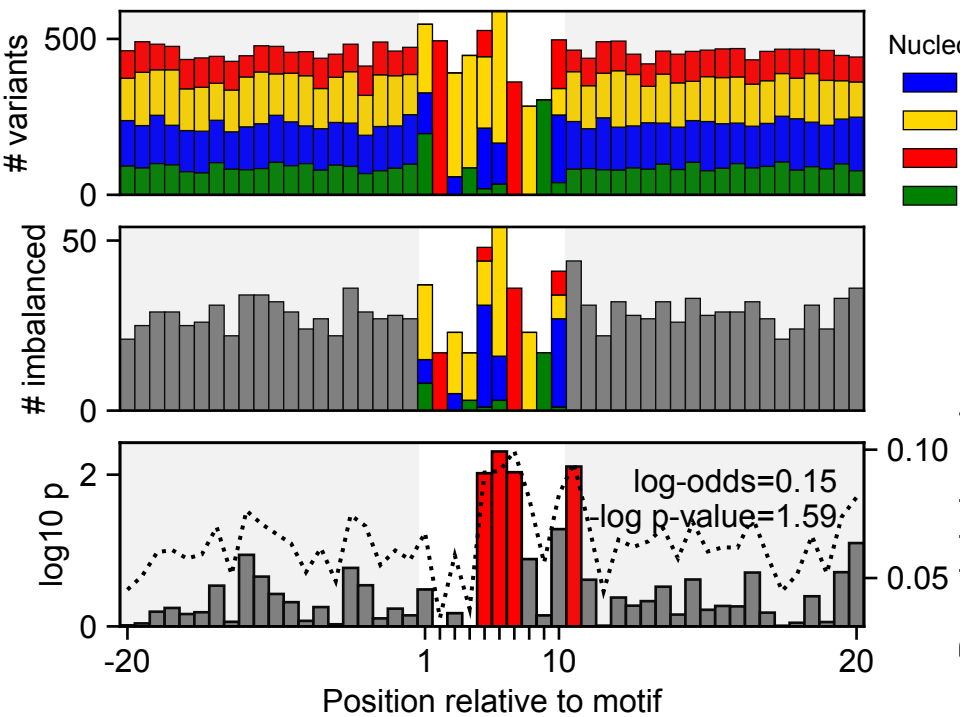 # variants
500
0
Nucleo
# imbalanced
50
0
log10 p
2
0
0.10
0.05
log-odds=0.15
-log p-value=1.59
-20
1
10
20
Position relative to motif